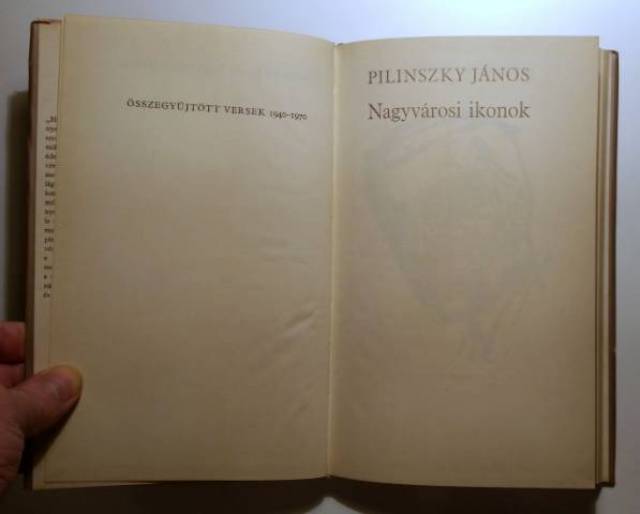 ÖSSZEGYŰJTÖTT VERSEK 1940–1970
PILINSZKY JÁNOS
Nagyvárosi ikonok